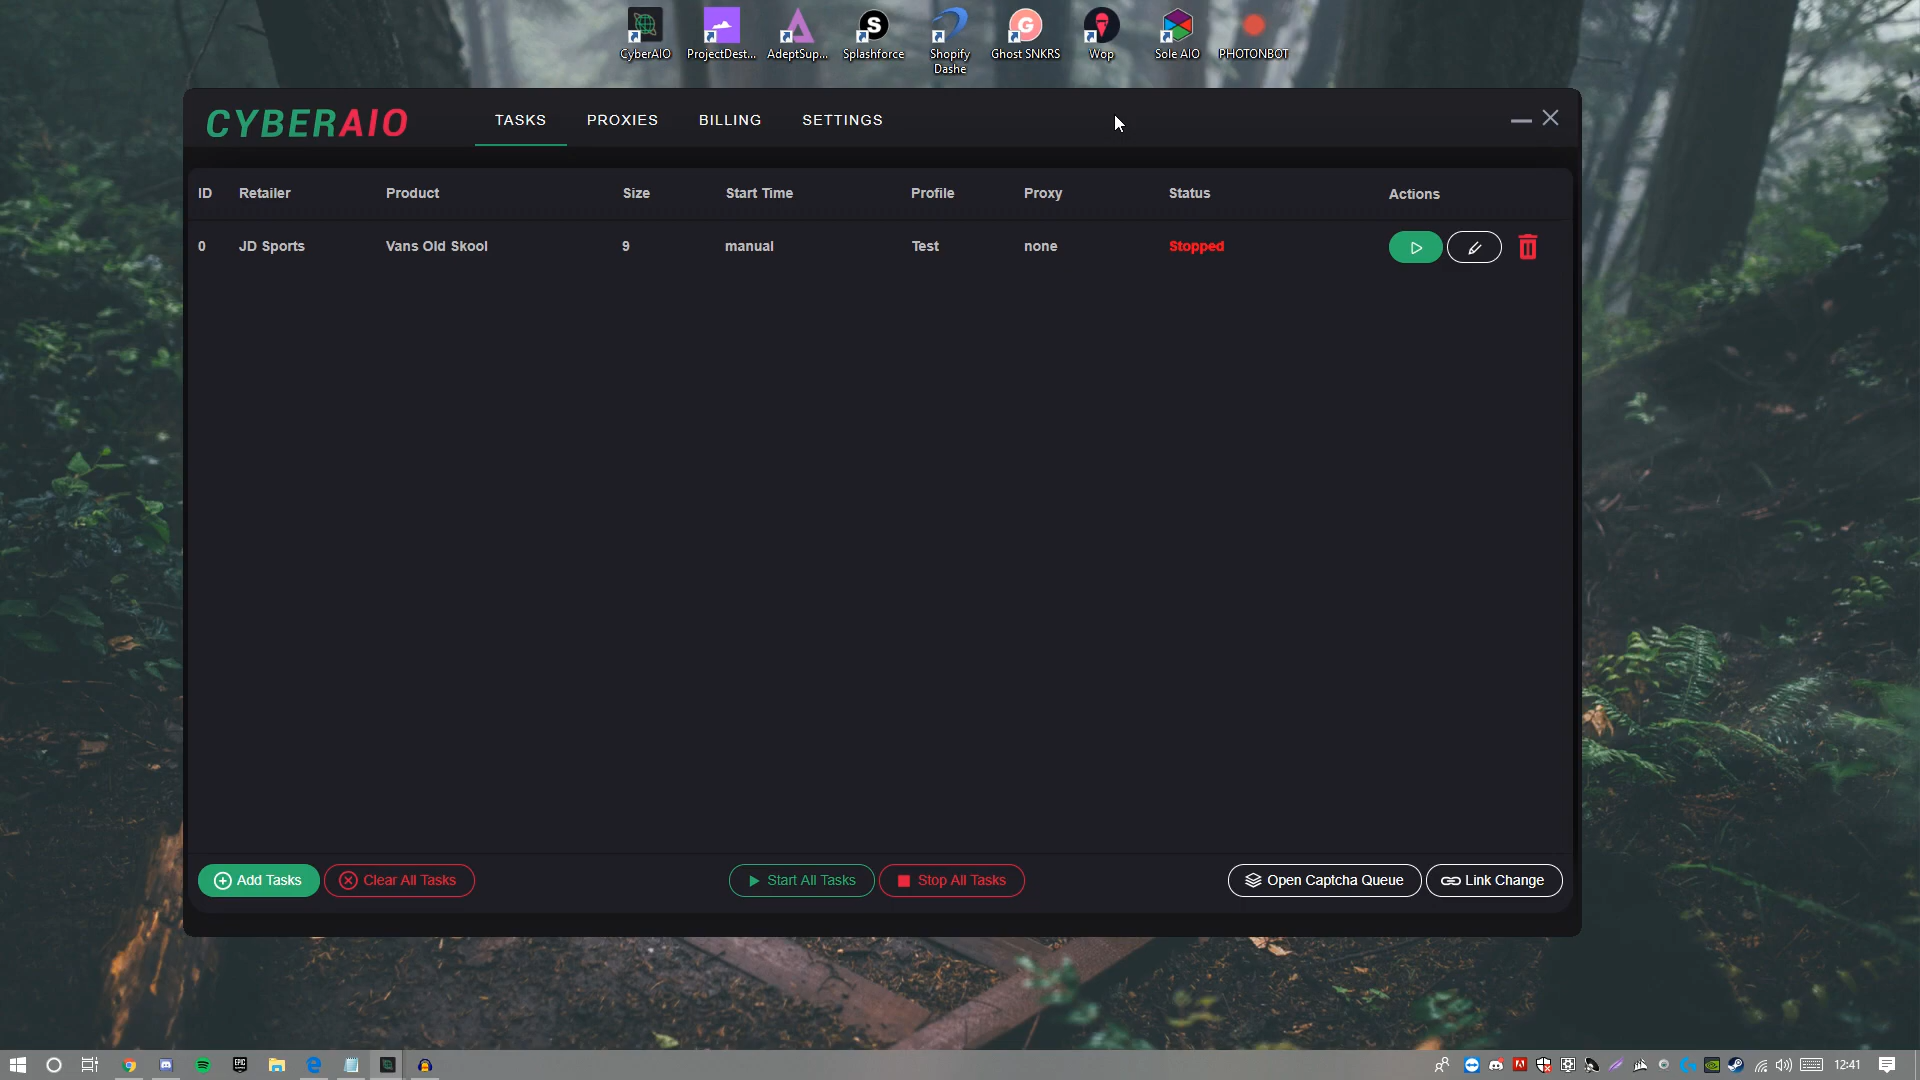 CyberAIO
ProjectDest...
AdeptSup...
Splashforce
Shopify
Dashe
Ghost SNKRS
Wop
Sole AIO
PHOTONBOT
CYBERAIO
TASKS
PROXIES
BILLING
SETTINGS
ID Retailer Product Size Start Time Profile Proxy Status Actions
0 JD Sports Vans Old Skool 9 manual Test none Stopped
Add Tasks
Clear All Tasks
Start All Tasks
Stop All Tasks
Open Captcha Queue
Link Change
EPIC
12:41